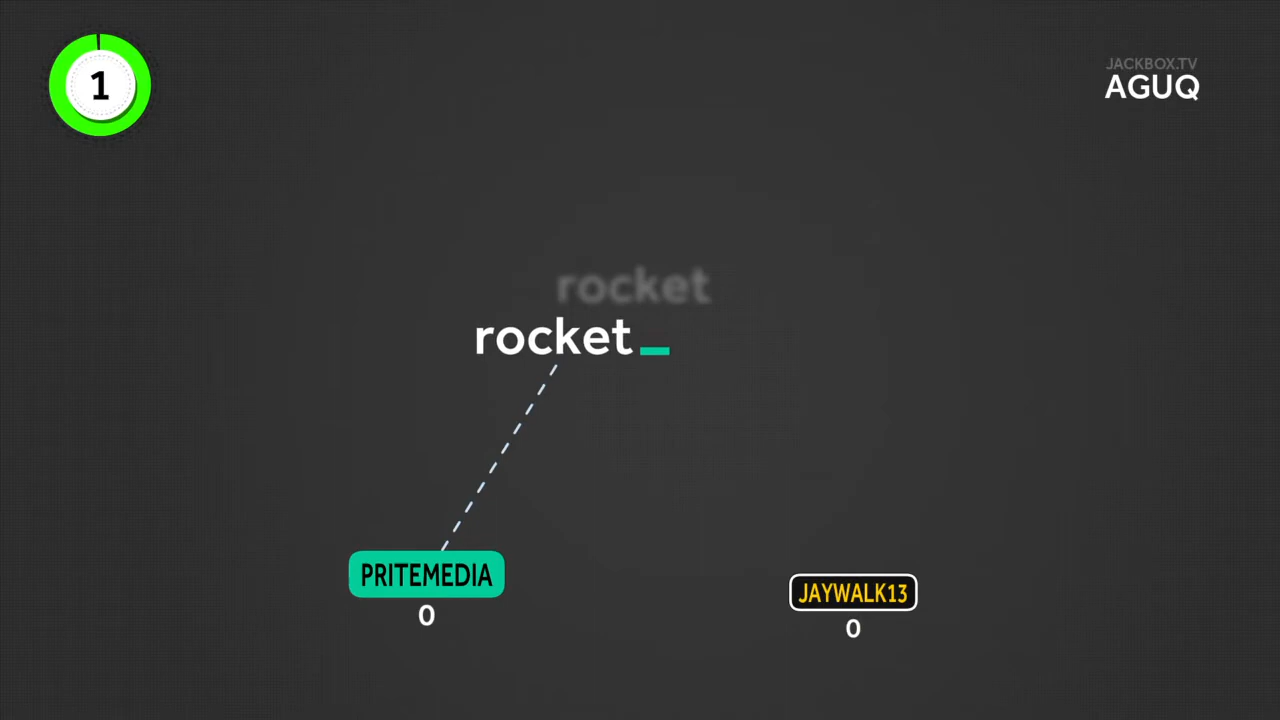 1
JACKBOX.TV
AGUQ
rocket
rocket
PRITEMEDIA
0
JAYWALK13
0